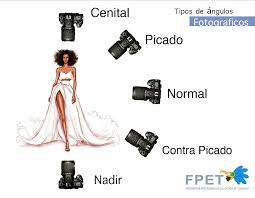 Cenital
Tipos de ángulos
Fotograficos
Picado
Normal
Contra Picado
Nadir
FPET